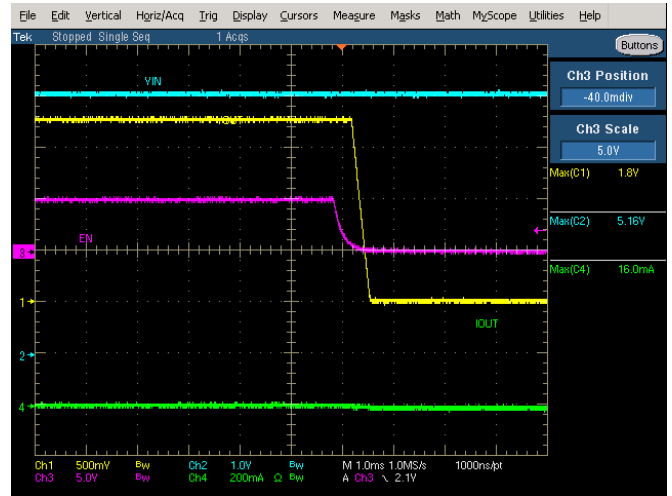 File Edit Vertical Horiz/Acq Trig Display Cursors Measure Masks Math MyScope Utilities Help
Tek Stopped Single Seq 1 Acqs
Buttons
Ch3 Position
-40.0mdiv
Ch3 Scale
5.0V
Max(C1) 1.8V
Max(C2) 5.16V
Max(C4) 16.0mA
VIN
EN
IOUT
3
1
2
4
Ch1 500mV Bw Ch2 1.0V Bw M 1.0ms 1.0MS/s 1000ns/pt
Ch3 5.0V Bw Ch4 200mA Ω Bw A Ch3 \ 2.1V